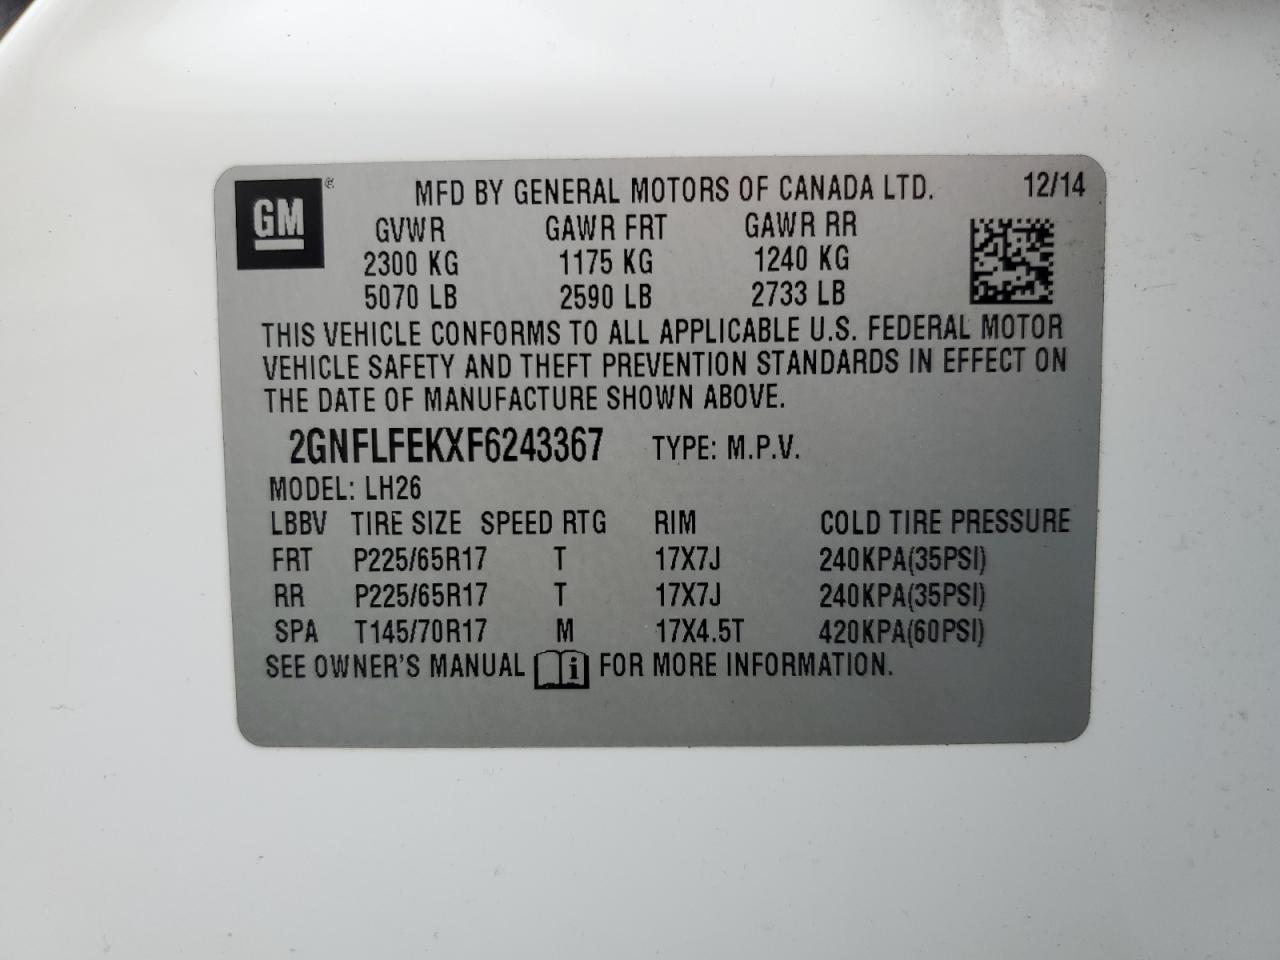 GM® MFD BY GENERAL MOTORS OF CANADA LTD. 12/14
GVWR GAWR FRT GAWR RR
2300 KG 1175 KG 1240 KG
5070 LB 2590 LB 2733 LB
THIS VEHICLE CONFORMS TO ALL APPLICABLE U.S. FEDERAL MOTOR
VEHICLE SAFETY AND THEFT PREVENTION STANDARDS IN EFFECT ON
THE DATE OF MANUFACTURE SHOWN ABOVE.
2GNFLFEKXF6243367 TYPE: M.P.V.
MODEL: LH26
LBBV TIRE SIZE SPEED RTG RIM COLD TIRE PRESSURE
FRT P225/65R17 T 17X7J 240KPA(35PSI)
RR P225/65R17 T 17X7J 240KPA(35PSI)
SPA T145/70R17 M 17X4.5T 420KPA(60PSI)
SEE OWNER'S MANUAL i FOR MORE INFORMATION.